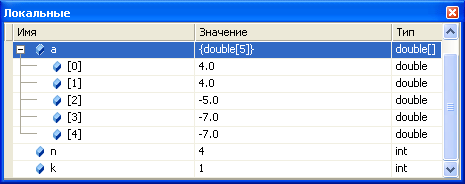 Локальные
Имя Значение Тип
a {double[5]} double[]
[0] 4.0 double
[1] 4.0 double
[2] -5.0 double
[3] -7.0 double
[4] -7.0 double
n 4 int
k 1 int